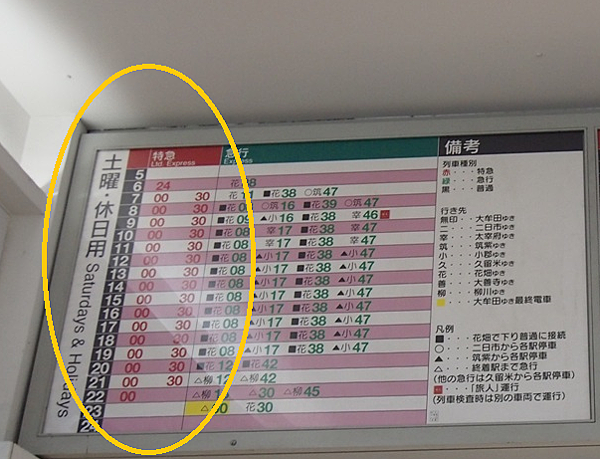 土曜・休日用 Saturdays & Holidays
特急 急行 備考
Ltd. Express Express
5
6 24 花28
7 00 30 花 ■花38 ○筑47
8 00 30 ■花08 ○筑16 ■花39 ○筑47
9 00 30 ■花09 ▲小16 ■花38 宰46
10 00 30 ■花08 宰17 ■花38 宰47
11 00 30 ■花08 宰17 ■花38 宰47
12 00 30 ■花08 ▲小17 ■花38 ▲小47
13 00 30 ■花08 ▲小17 ■花38 ▲小47
14 00 30 ■花08 ▲小17 ■花38 ▲小47
15 00 30 ■花08 ▲小17 ■花38 ▲小47
16 00 30 ■花08 ▲小17 ■花38 ▲小47
17 00 30 ■花08 ▲小17 ■花38 ▲小47
18 00 30 ■花08 ▲小17 ■花38 ▲小47
19 00 30 ■花08 ▲小17 ■花38 ▲小47
20 00 30 ■花12 ■花42
21 00 30 △柳12 △花42
22 00 △柳 △花30 △柳45
23 △ 花30
24
列車種別
赤・・・特急
緑・・・急行
黒・・・普通
行き先
無印・・大牟田ゆき
二・・・二日市ゆき
宰・・・太宰府ゆき
筑・・・筑紫ゆき
小・・・小郡ゆき
久・・・久留米ゆき
花・・・花畑ゆき
善・・・大善寺ゆき
柳・・・柳川ゆき
・・・大牟田ゆき最終電車
凡例
■・・・花畑で下り普通に接続
○・・・二日市から各駅停車
▲・・・筑紫から各駅停車
△・・・終着駅まで急行
(他の急行は久留米から各駅停車)
・・・「旅人」運行
(列車検査時は別の車両で運行)